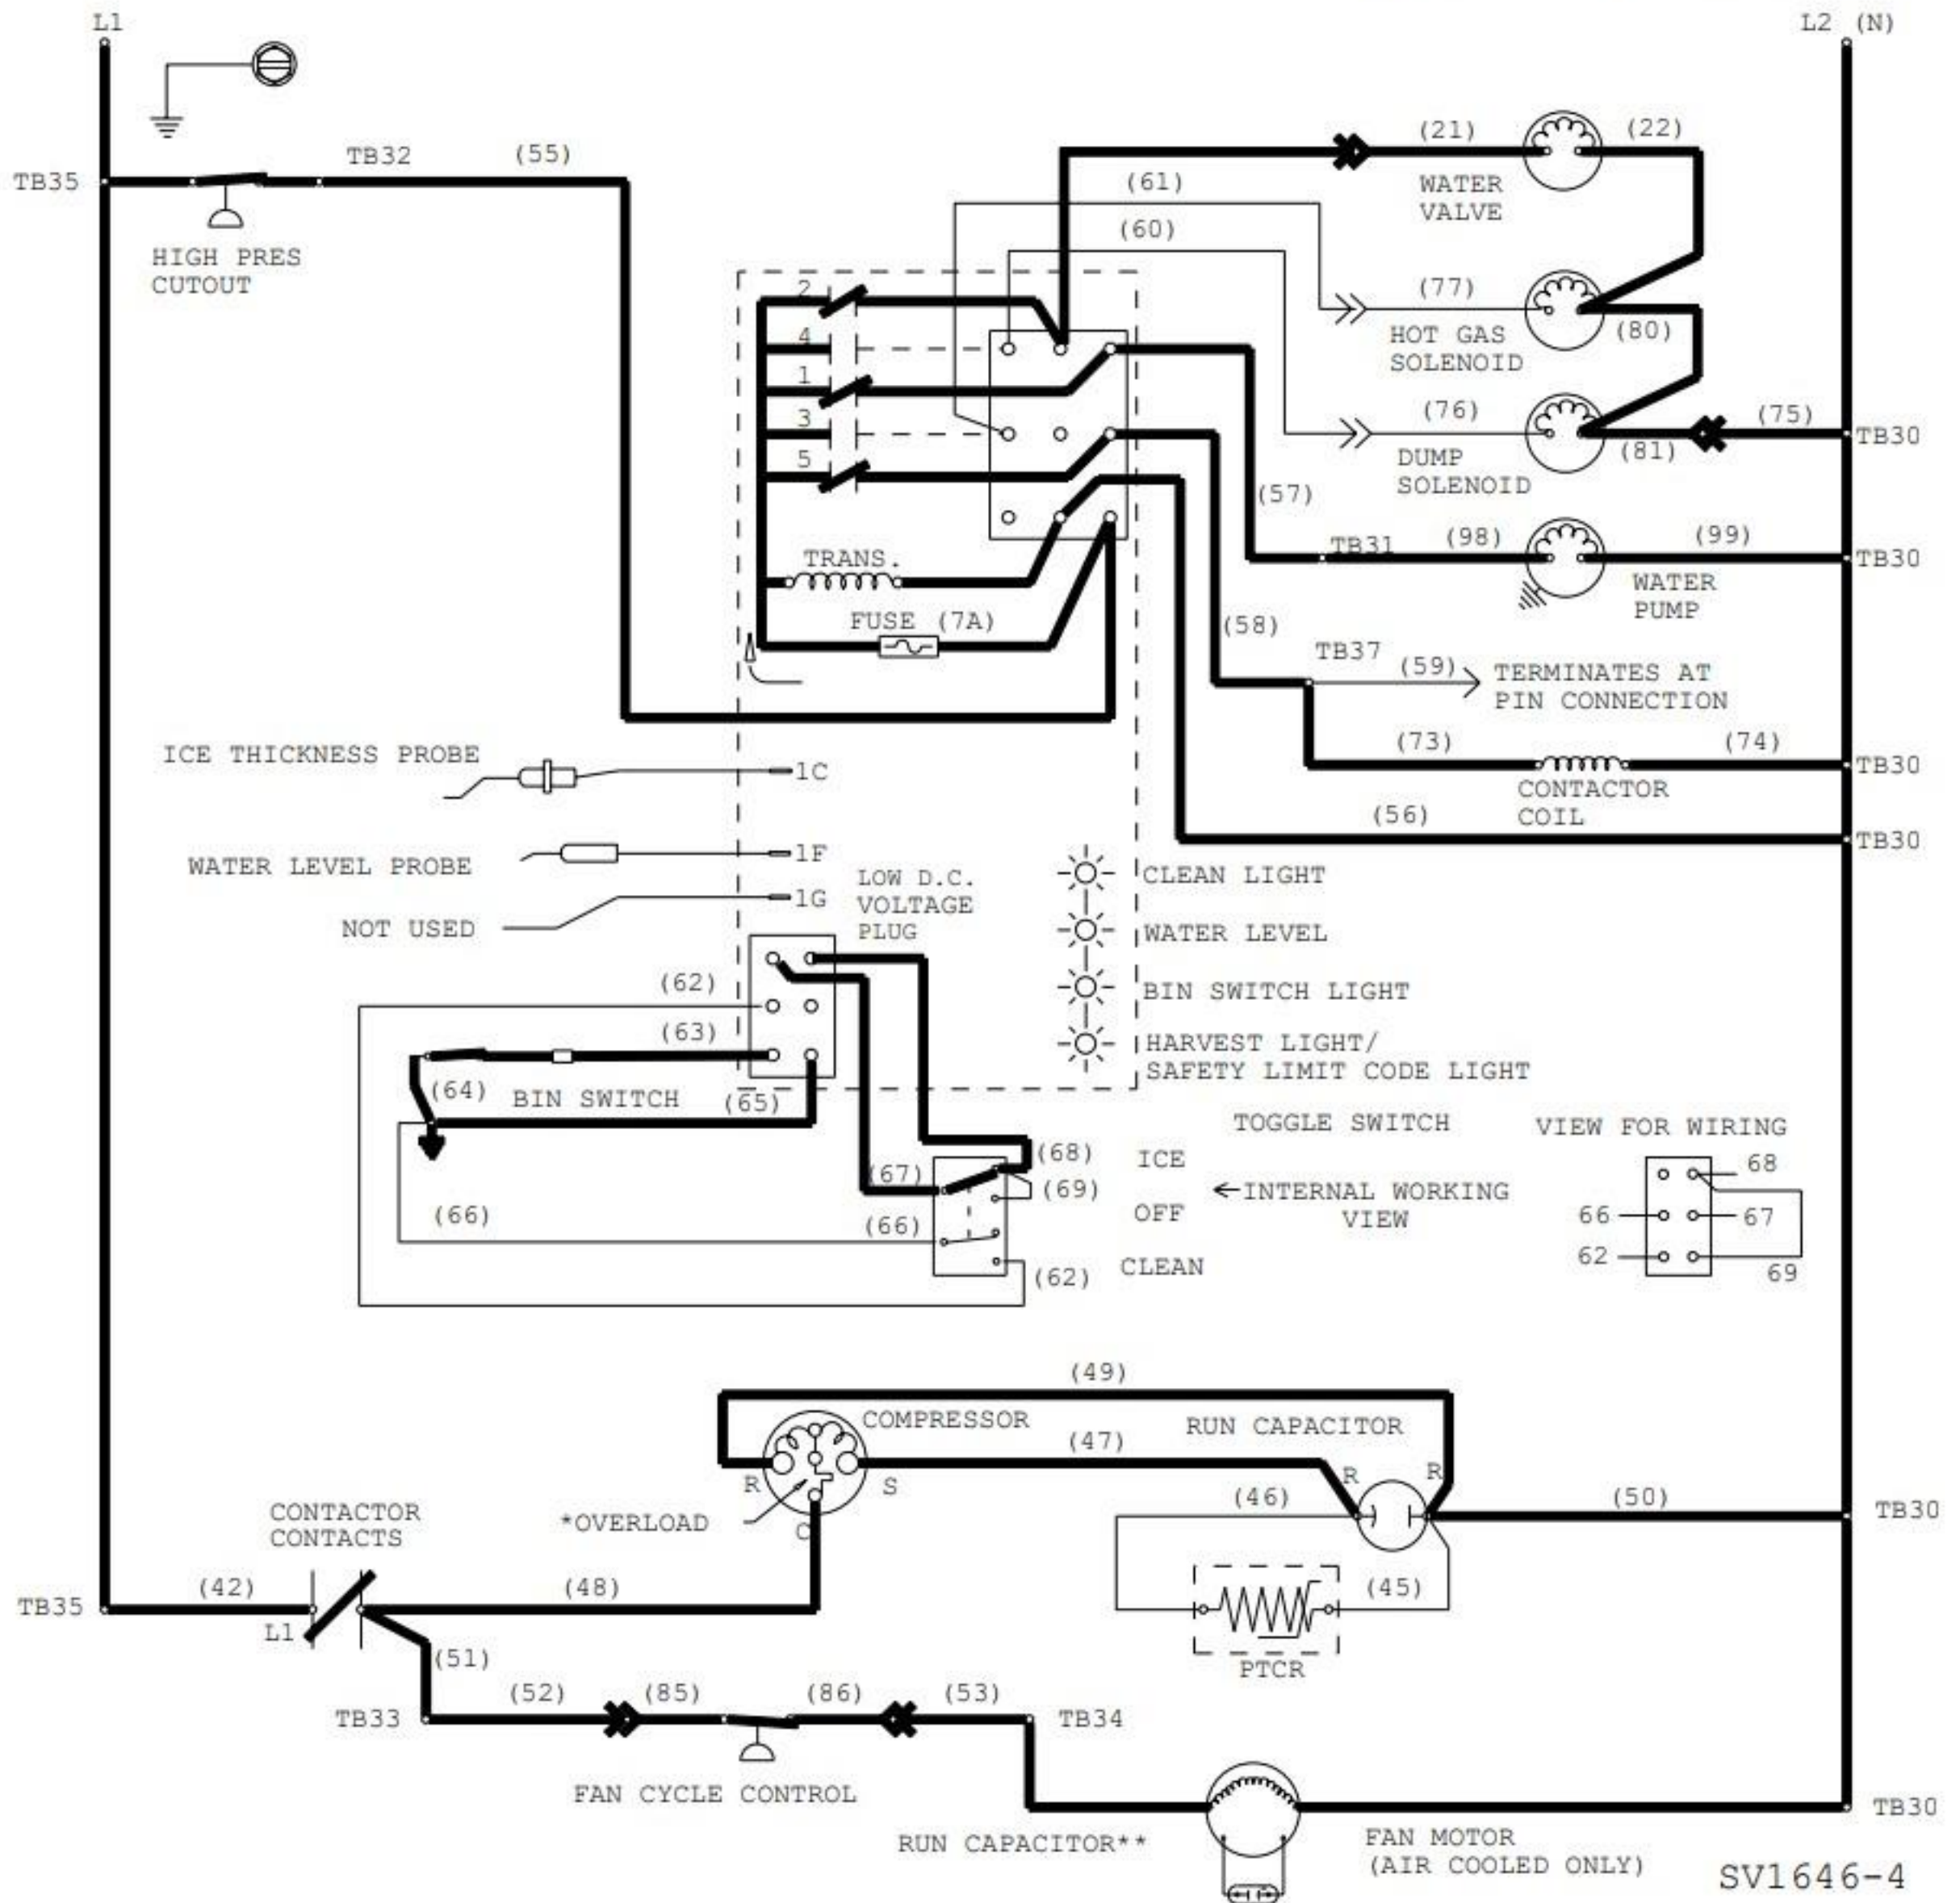 L1
L2 (N)
TB35
TB32
(55)
HIGH PRES
CUTOUT
(21)
(22)
WATER
VALVE
(61)
(60)
(77)
HOT GAS
SOLENOID
(80)
(76)
DUMP
SOLENOID
(81)
(75)
TB30
2
4
1
3
5
(57)
TB31
(98)
(99)
TB30
WATER
PUMP
TRANS.
FUSE (7A)
(58)
TB37
(59)
TERMINATES AT
PIN CONNECTION
(73)
(74)
TB30
CONTACTOR
COIL
(56)
TB30
ICE THICKNESS PROBE
1C
WATER LEVEL PROBE
1F
NOT USED
1G
LOW D.C.
VOLTAGE
PLUG
CLEAN LIGHT
WATER LEVEL
BIN SWITCH LIGHT
HARVEST LIGHT/
SAFETY LIMIT CODE LIGHT
(62)
(63)
(64)
BIN SWITCH
(65)
(66)
(67)
(66)
(68)
(69)
(62)
TOGGLE SWITCH
ICE
OFF
CLEAN
INTERNAL WORKING
VIEW
VIEW FOR WIRING
68
66
67
62
69
(49)
COMPRESSOR
RUN CAPACITOR
(47)
R
S
C
*OVERLOAD
R
R
(46)
(50)
TB30
(45)
PTCR
CONTACTOR
CONTACTS
TB35
(42)
L1
(48)
(51)
TB33
(52)
(85)
(86)
(53)
TB34
FAN CYCLE CONTROL
TB30
RUN CAPACITOR**
FAN MOTOR
(AIR COOLED ONLY)
SV1646-4